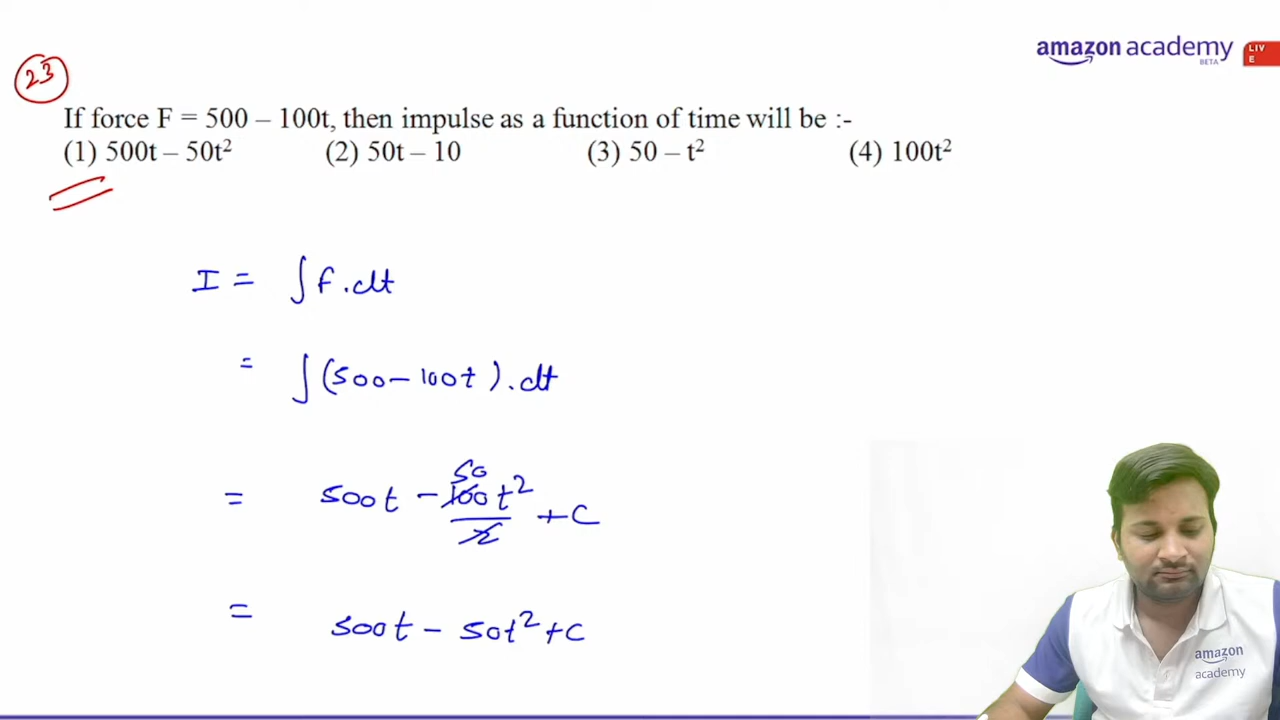 23
amazon academy
BETA
LIV
E
If force F = 500 – 100t, then impulse as a function of time will be :-
(1) 500t – 50t² (2) 50t – 10 (3) 50 – t² (4) 100t²
I = ∫ F.dt
= ∫ (500 – 100t).dt
50
= 500t – 100t² + C
2
= 500t – 50t² + C
amazon
academy